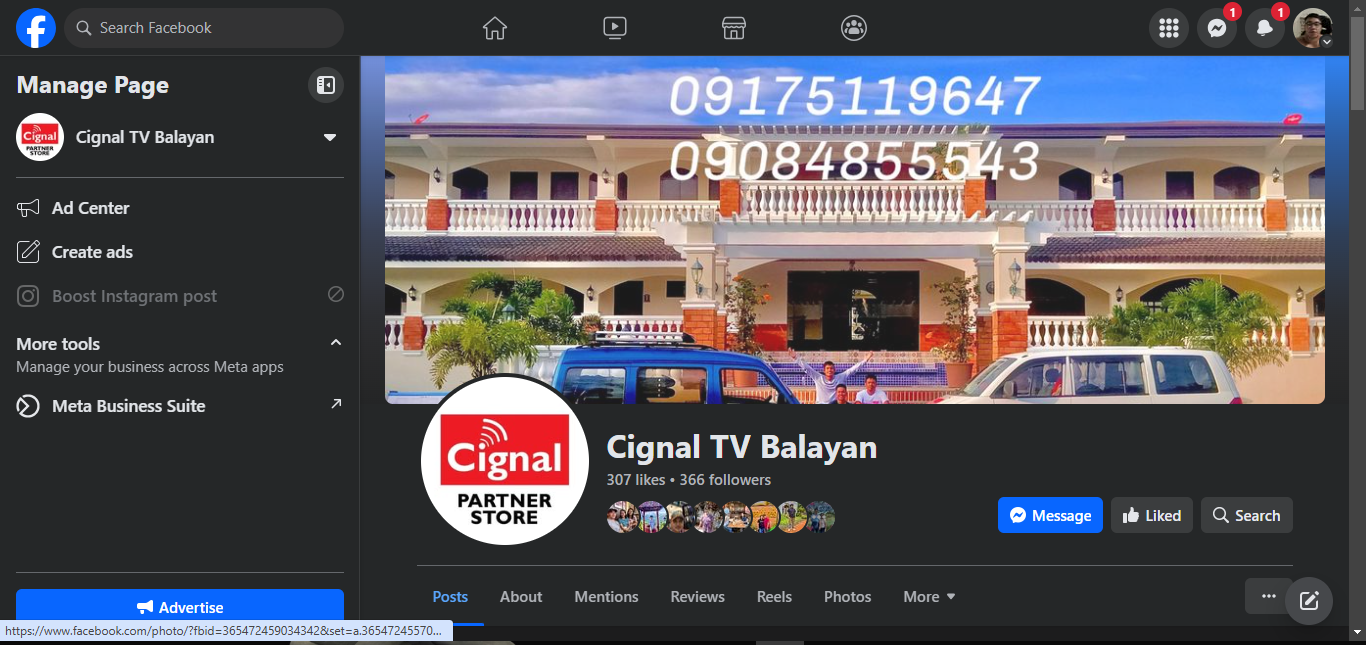 Search Facebook
1
1
Manage Page
Cignal
PARTNER
STORE
Cignal TV Balayan
Ad Center
Create ads
Boost Instagram post
More tools
Manage your business across Meta apps
Meta Business Suite
Advertise
https://www.facebook.com/photo/?fbid=365472459034342&set=a.36547245570...
09175119647
09084855543
Cignal
PARTNER
STORE
Cignal TV Balayan
307 likes • 366 followers
Message
Liked
Search
Posts
About
Mentions
Reviews
Reels
Photos
More